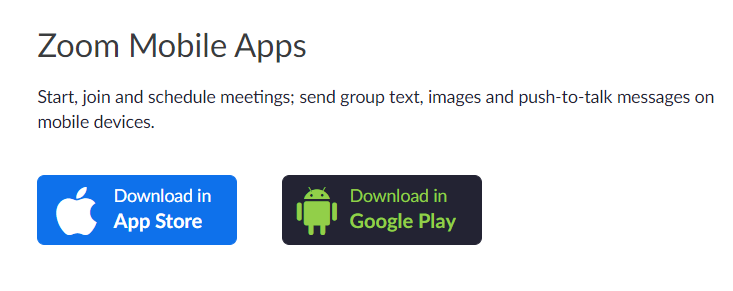 Zoom Mobile Apps
Start, join and schedule meetings; send group text, images and push-to-talk messages on
mobile devices.
Download in
App Store
Download in
Google Play